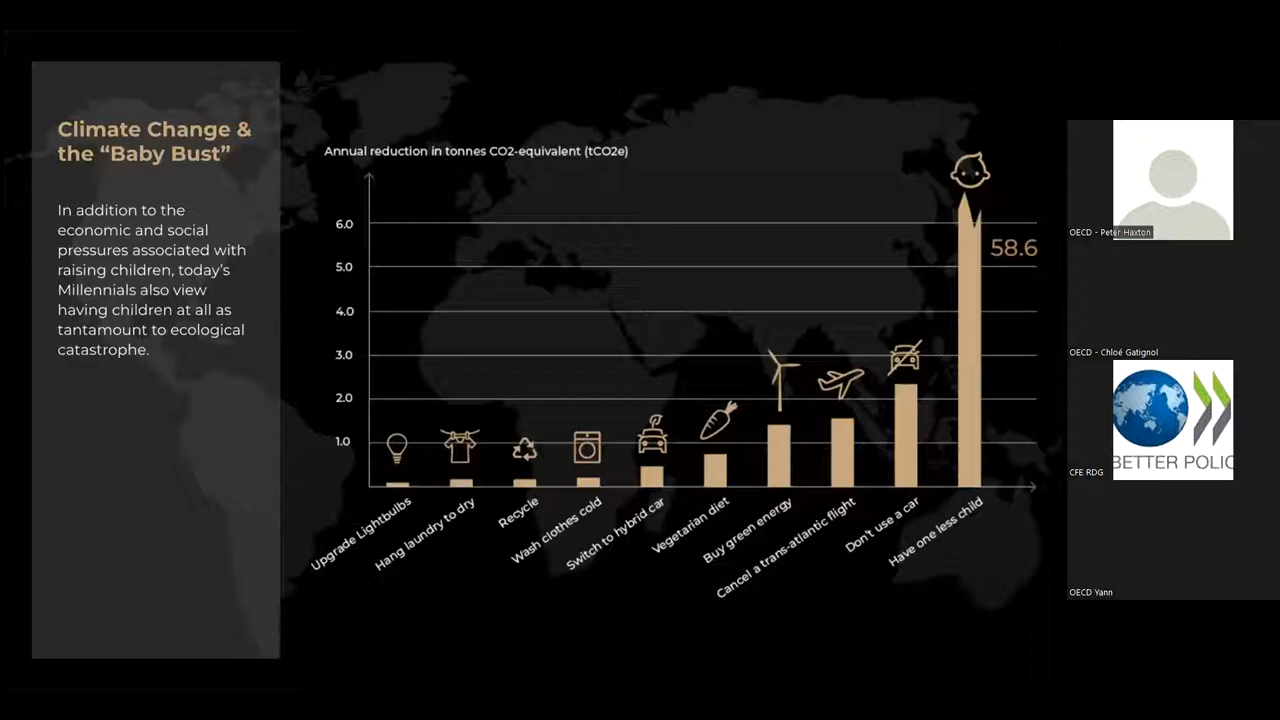 Climate Change &
the “Baby Bust”
In addition to the
economic and social
pressures associated with
raising children, today’s
Millennials also view
having children at all as
tantamount to ecological
catastrophe.
Annual reduction in tonnes CO2-equivalent (tCO2e)
6.0
5.0
4.0
3.0
2.0
1.0
58.6
Upgrade Lightbulbs
Hang laundry to dry
Recycle
Wash clothes cold
Switch to hybrid car
Vegetarian diet
Buy green energy
Cancel a trans-atlantic flight
Don't use a car
Have one less child
OECD - Peter Haxton
OECD - Chloé Gatignol
BETTER POLIC
CFE RDG
OECD Yann